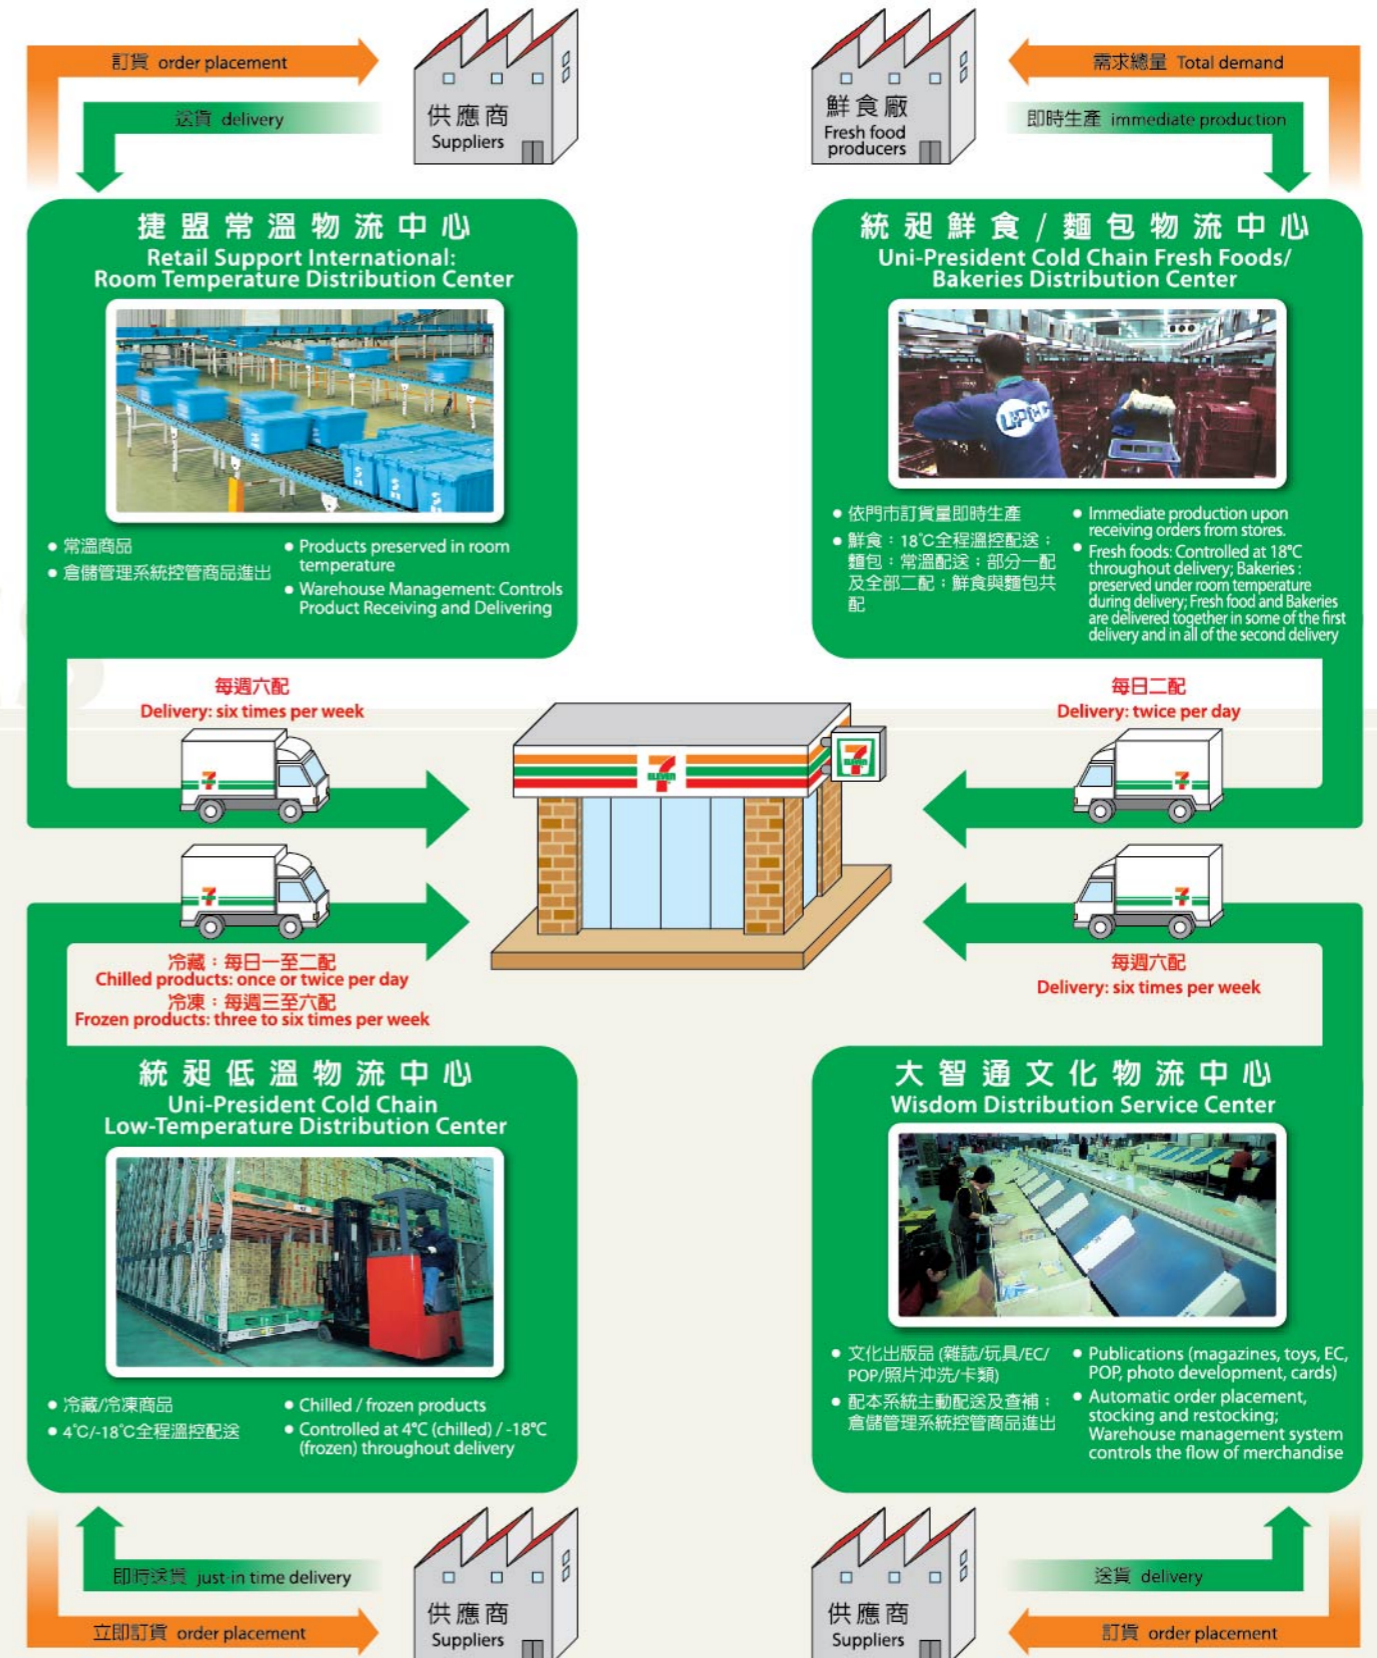 訂貨 order placement
送貨 delivery
供應商
Suppliers
需求總量 Total demand
即時生產 immediate production
鮮食廠
Fresh food
producers
捷盟常溫物流中心
Retail Support International:
Room Temperature Distribution Center
常溫商品
倉儲管理系統控管商品進出
Products preserved in room
temperature
Warehouse Management: Controls
Product Receiving and Delivering
統昶鮮食/麵包物流中心
Uni-President Cold Chain Fresh Foods/
Bakeries Distribution Center
依門市訂貨量即時生產
鮮食：18℃全程溫控配送；
麵包：常溫配送；部分一配
及全部二配；鮮食與麵包共
配
Immediate production upon
receiving orders from stores.
Fresh foods: Controlled at 18°C
throughout delivery; Bakeries :
preserved under room temperature
during delivery; Fresh food and Bakeries
are delivered together in some of the first
delivery and in all of the second delivery
每週六配
Delivery: six times per week
每日二配
Delivery: twice per day
7
ELEVEN
7
ELEVEN
冷藏：每日一至二配
Chilled products: once or twice per day
冷凍：每週三至六配
Frozen products: three to six times per week
每週六配
Delivery: six times per week
統昶低溫物流中心
Uni-President Cold Chain
Low-Temperature Distribution Center
冷藏/冷凍商品
4℃/-18℃全程溫控配送
Chilled / frozen products
Controlled at 4°C (chilled) / -18°C
(frozen) throughout delivery
大智通文化物流中心
Wisdom Distribution Service Center
文化出版品 (雜誌/玩具/EC/
POP/照片沖洗/卡類)
配本系統主動配送及查補；
倉儲管理系統控管商品進出
Publications (magazines, toys, EC,
POP, photo development, cards)
Automatic order placement,
stocking and restocking;
Warehouse management system
controls the flow of merchandise
即時送貨 just-in time delivery
立即訂貨 order placement
供應商
Suppliers
送貨 delivery
訂貨 order placement
供應商
Suppliers